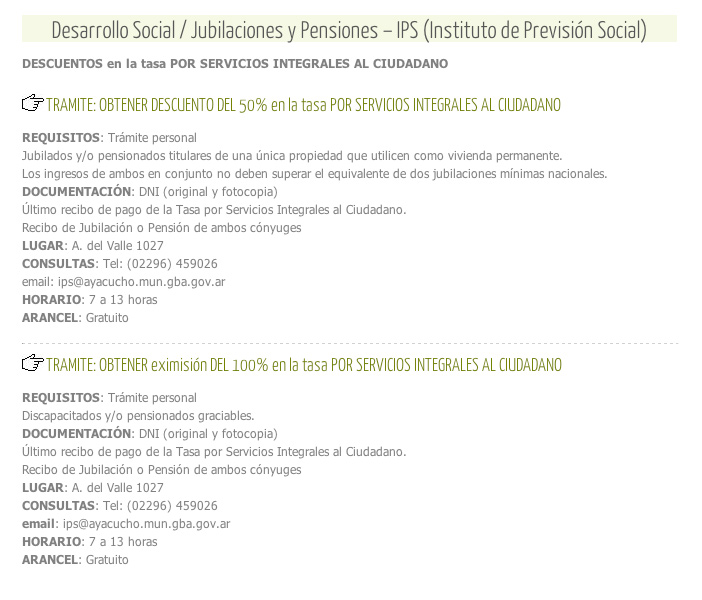 Desarrollo Social / Jubilaciones y Pensiones – IPS (Instituto de Previsión Social)
DESCUENTOS en la tasa POR SERVICIOS INTEGRALES AL CIUDADANO
TRAMITE: OBTENER DESCUENTO DEL 50% en la tasa POR SERVICIOS INTEGRALES AL CIUDADANO
REQUISITOS: Trámite personal
Jubilados y/o pensionados titulares de una única propiedad que utilicen como vivienda permanente.
Los ingresos de ambos en conjunto no deben superar el equivalente de dos jubilaciones mínimas nacionales.
DOCUMENTACIÓN: DNI (original y fotocopia)
Último recibo de pago de la Tasa por Servicios Integrales al Ciudadano.
Recibo de Jubilación o Pensión de ambos cónyuges
LUGAR: A. del Valle 1027
CONSULTAS: Tel: (02296) 459026
email: ips@ayacucho.mun.gba.gov.ar
HORARIO: 7 a 13 horas
ARANCEL: Gratuito
TRAMITE: OBTENER eximisión DEL 100% en la tasa POR SERVICIOS INTEGRALES AL CIUDADANO
REQUISITOS: Trámite personal
Discapacitados y/o pensionados graciables.
DOCUMENTACIÓN: DNI (original y fotocopia)
Último recibo de pago de la Tasa por Servicios Integrales al Ciudadano.
Recibo de Jubilación o Pensión de ambos cónyuges
LUGAR: A. del Valle 1027
CONSULTAS: Tel: (02296) 459026
email: ips@ayacucho.mun.gba.gov.ar
HORARIO: 7 a 13 horas
ARANCEL: Gratuito